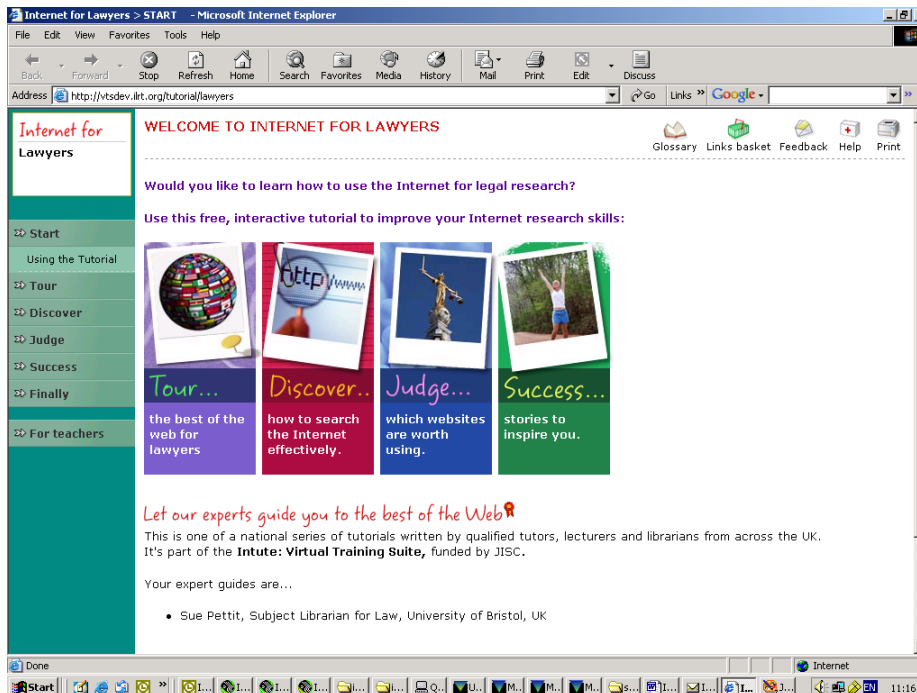 Internet for Lawyers > START - Microsoft Internet Explorer
File Edit View Favorites Tools Help
Back Forward Stop Refresh Home Search Favorites Media History Mail Print Edit Discuss
Address http://vtsdev.ilrt.org/tutorial/lawyers Go Links » Google
Internet for
Lawyers
WELCOME TO INTERNET FOR LAWYERS
Glossary Links basket Feedback Help Print
Would you like to learn how to use the Internet for legal research?
Use this free, interactive tutorial to improve your Internet research skills:
Start
Using the Tutorial
Tour
Discover
Judge
Success
Finally
For teachers
http://wwww
Tour...
the best of the
web for
lawyers
Discover..
how to search
the Internet
effectively.
Judge...
which websites
are worth
using.
Success...
stories to
inspire you.
Let our experts guide you to the best of the Web
This is one of a national series of tutorials written by qualified tutors, lecturers and librarians from across the UK.
It's part of the Intute: Virtual Training Suite, funded by JISC.
Your expert guides are...
• Sue Pettit, Subject Librarian for Law, University of Bristol, UK
Done Internet
Start » I... I... I... I... i... i... Q... U... M... M... M... s... I... I... I... J... EN 11:16